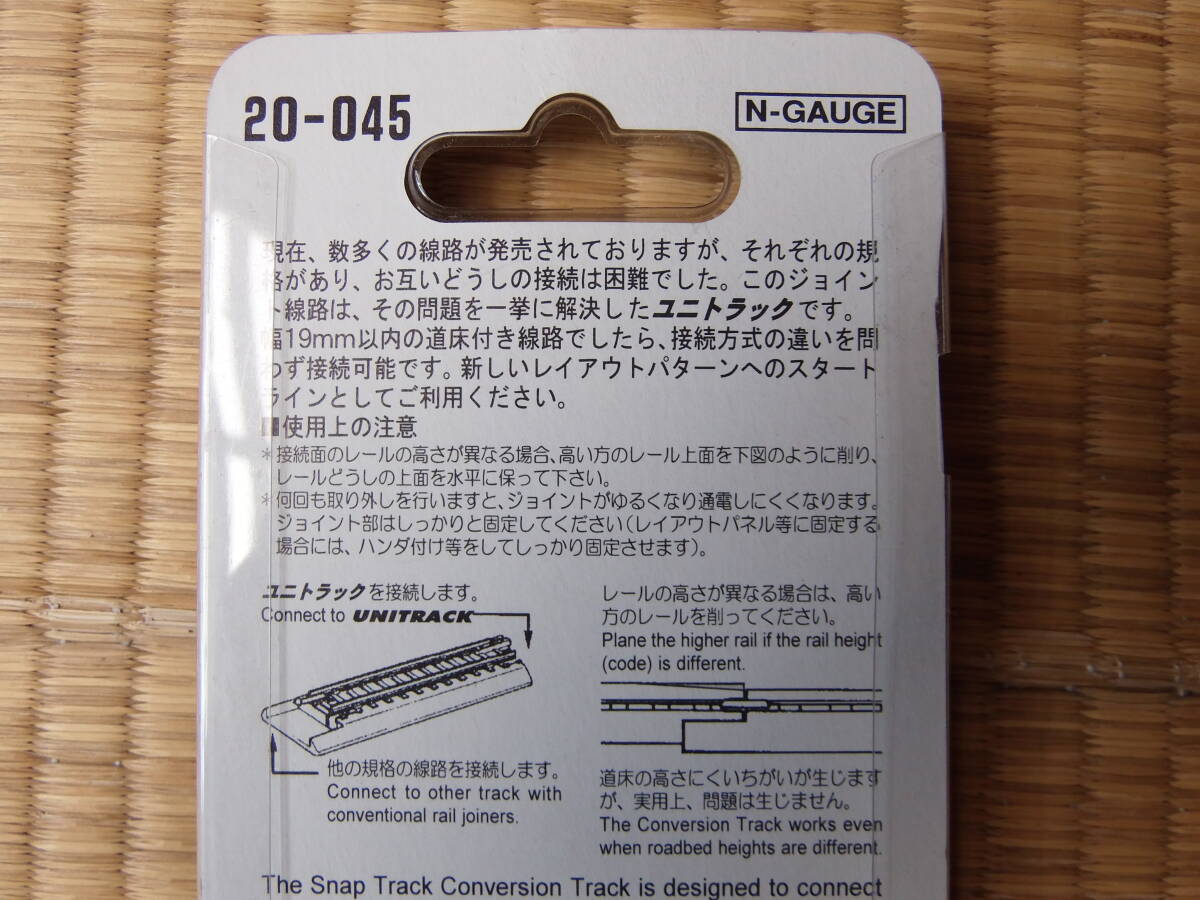 20-045
N-GAUGE
現在、数多くの線路が発売されておりますが、それぞれの規
格があり、お互いどうしの接続は困難でした。このジョイン
ト線路は、その問題を一挙に解決したユニトラックです。
幅19mm以内の道床付き線路でしたら、接続方式の違いを問
わず接続可能です。新しいレイアウトパターンへのスタート
ラインとしてご利用ください。
■使用上の注意
*接続面のレールの高さが異なる場合、高い方のレール上面を下図のように削り、
レールどうしの上面を水平に保って下さい。
*何回も取り外しを行いますと、ジョイントがゆるくなり通電しにくくなります。
ジョイント部はしっかりと固定してください(レイアウトパネル等に固定する
場合には、ハンダ付け等をしてしっかり固定させます)。
ユニトラックを接続します。
Connect to UNITRACK
他の規格の線路を接続します。
Connect to other track with
conventional rail joiners.
レールの高さが異なる場合は、高い
方のレールを削ってください。
Plane the higher rail if the rail height
(code) is different.
道床の高さにくいちがいが生じます
が、実用上、問題は生じません。
The Conversion Track works even
when roadbed heights are different.
The Snap Track Conversion Track is designed to connect